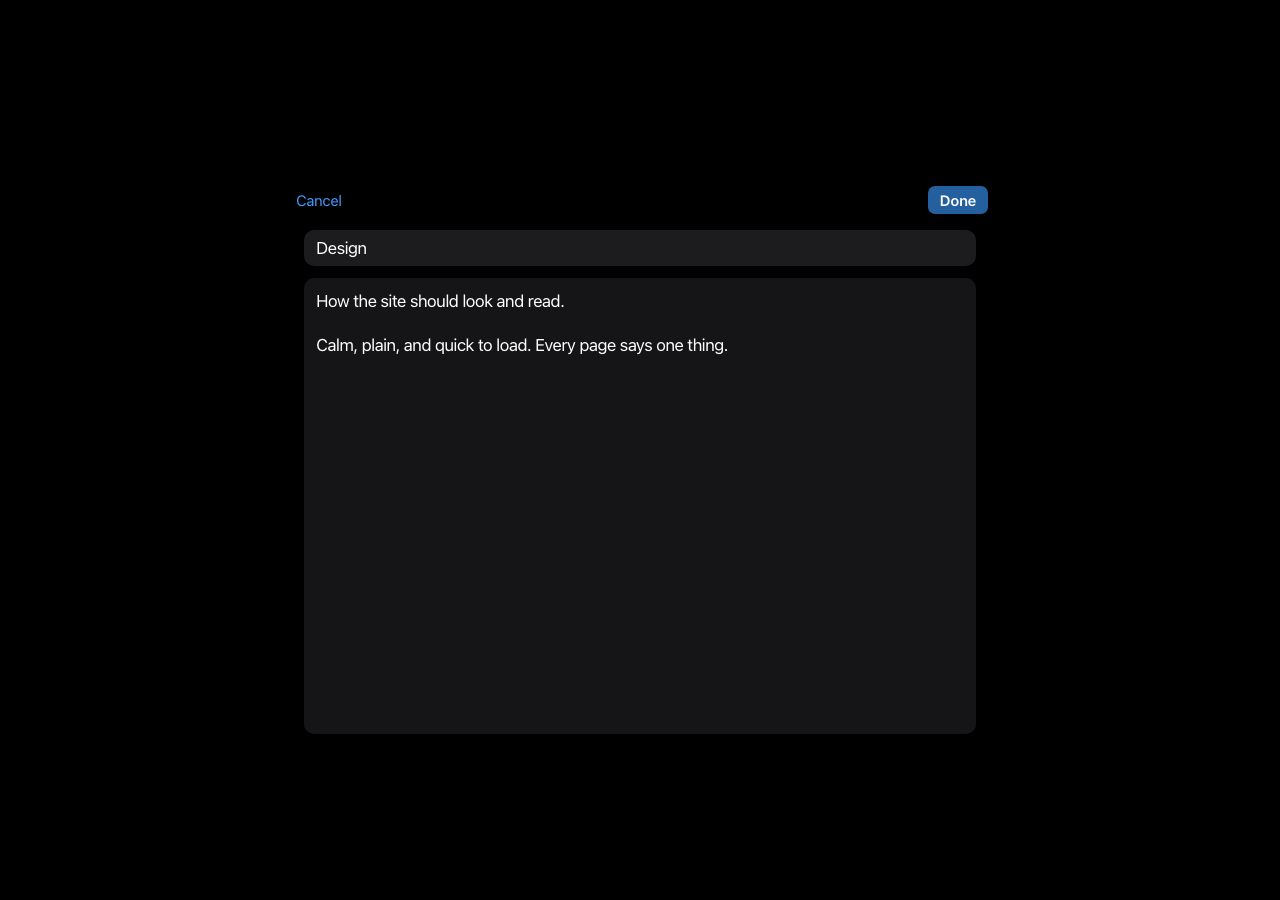 Cancel
Done
Design
How the site should look and read.
Calm, plain, and quick to load. Every page says one thing.